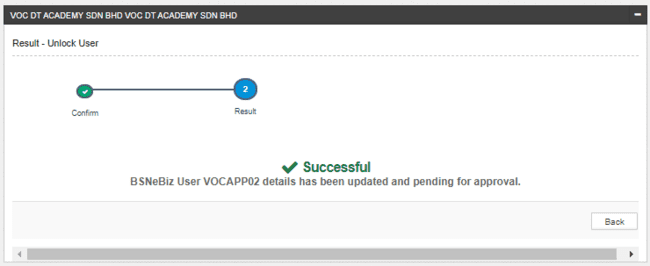 VOC DT ACADEMY SDN BHD VOC DT ACADEMY SDN BHD
Result - Unlock User
2
Confirm
Result
Successful
BSNeBiz User VOCAPP02 details has been updated and pending for approval.
Back